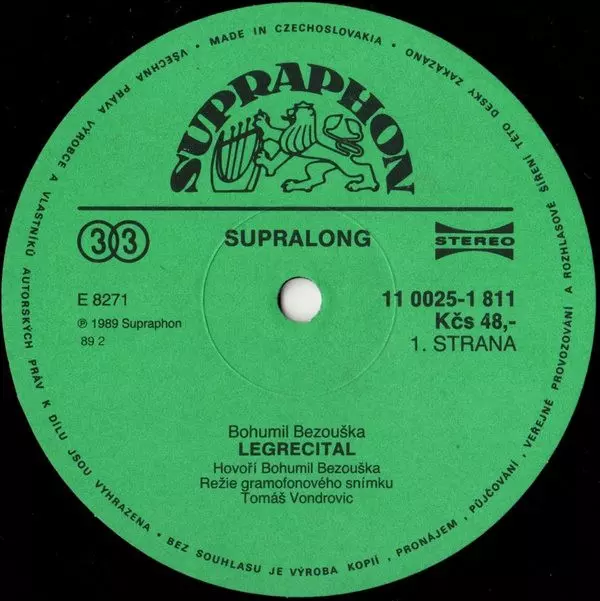 • MADE IN CZECHOSLOVAKIA •
VŠECHNA PRÁVA VÝROBCE A VLASTNÍKŮ AUTORSKÝCH PRÁV K DÍLU JSOU VYHRAZENA • BEZ SOUHLASU JE VÝROBA KOPIÍ, PRONÁJEM, PŮJČOVÁNÍ, VEŘEJNÉ PROVOZOVÁNÍ A ROZHLASOVÉ ŠÍŘENÍ TÉTO DESKY ZAKÁZÁNO
SUPRAPHON
33
SUPRALONG
STEREO
E 8271
℗ 1989 Supraphon
89 2
11 0025-1 811
Kčs 48,-
1. STRANA
Bohumil Bezouška
LEGRECITAL
Hovoří Bohumil Bezouška
Režie gramofonového snímku
Tomáš Vondrovic